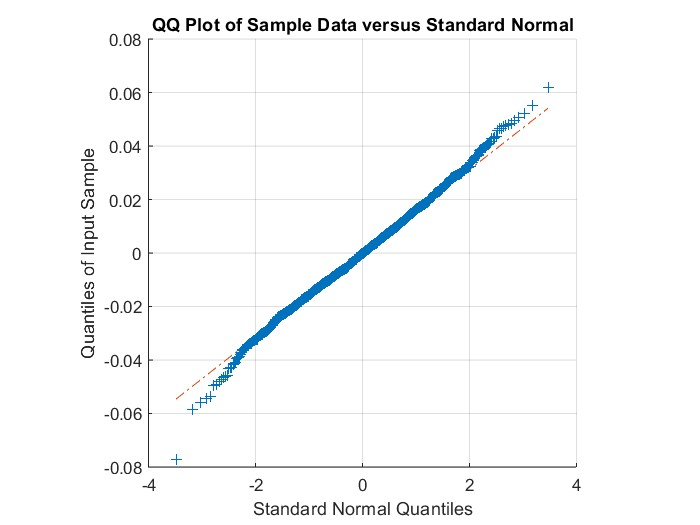 QQ Plot of Sample Data versus Standard Normal
0.08
0.06
0.04
0.02
0
-0.02
-0.04
-0.06
-0.08
Quantiles of Input Sample
-4 -2 0 2 4
Standard Normal Quantiles